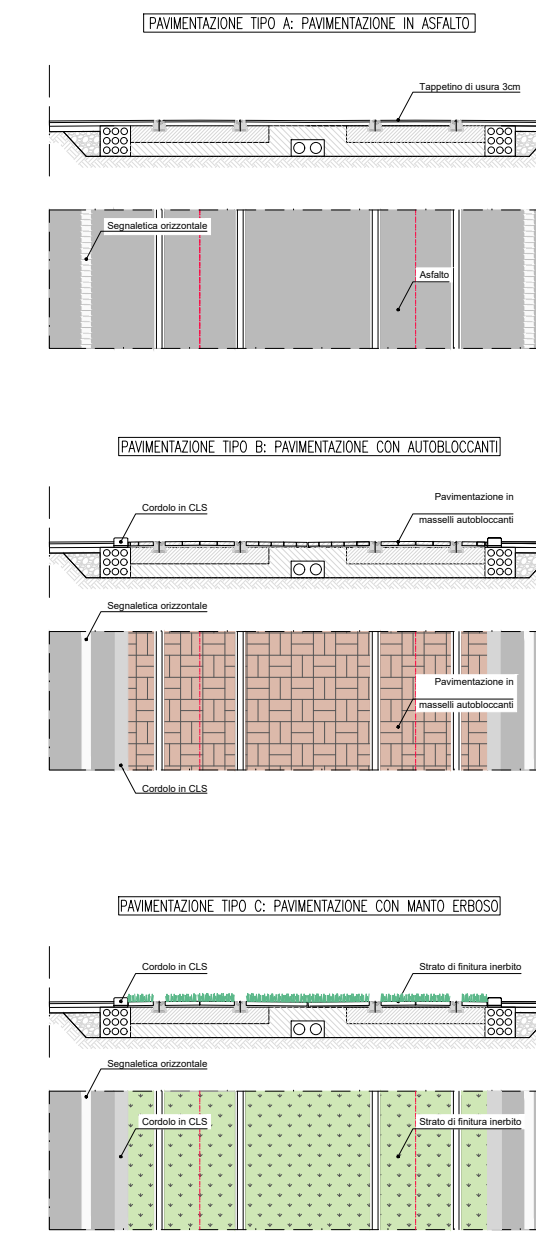 PAVIMENTAZIONE TIPO A: PAVIMENTAZIONE IN ASFALTO
Tappetino di usura 3cm
Segnaletica orizzontale
Asfalto
PAVIMENTAZIONE TIPO B: PAVIMENTAZIONE CON AUTOBLOCCANTI
Cordolo in CLS
Pavimentazione in
masselli autobloccanti
Segnaletica orizzontale
Pavimentazione in
masselli autobloccanti
Cordolo in CLS
PAVIMENTAZIONE TIPO C: PAVIMENTAZIONE CON MANTO ERBOSO
Cordolo in CLS
Strato di finitura inerbito
Segnaletica orizzontale
Cordolo in CLS
Strato di finitura inerbito